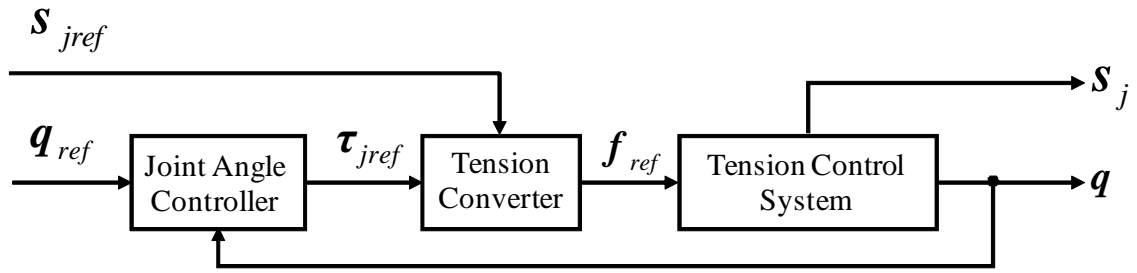 S jref
S j
q ref
Joint Angle
Controller
τ jref
Tension
Converter
f ref
Tension Control
System
q